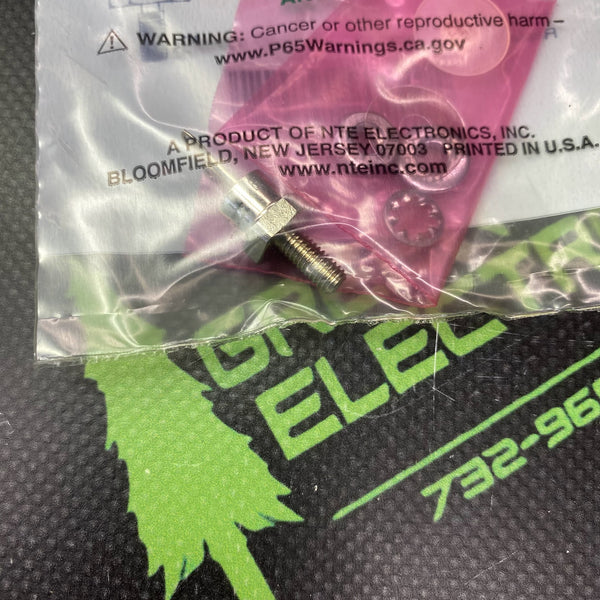 WARNING: Cancer or other reproductive harm –
www.P65Warnings.ca.gov
A PRODUCT OF NTE ELECTRONICS, INC.
BLOOMFIELD, NEW JERSEY 07003 PRINTED IN U.S.A.
www.nteinc.com
ELEC
732-96